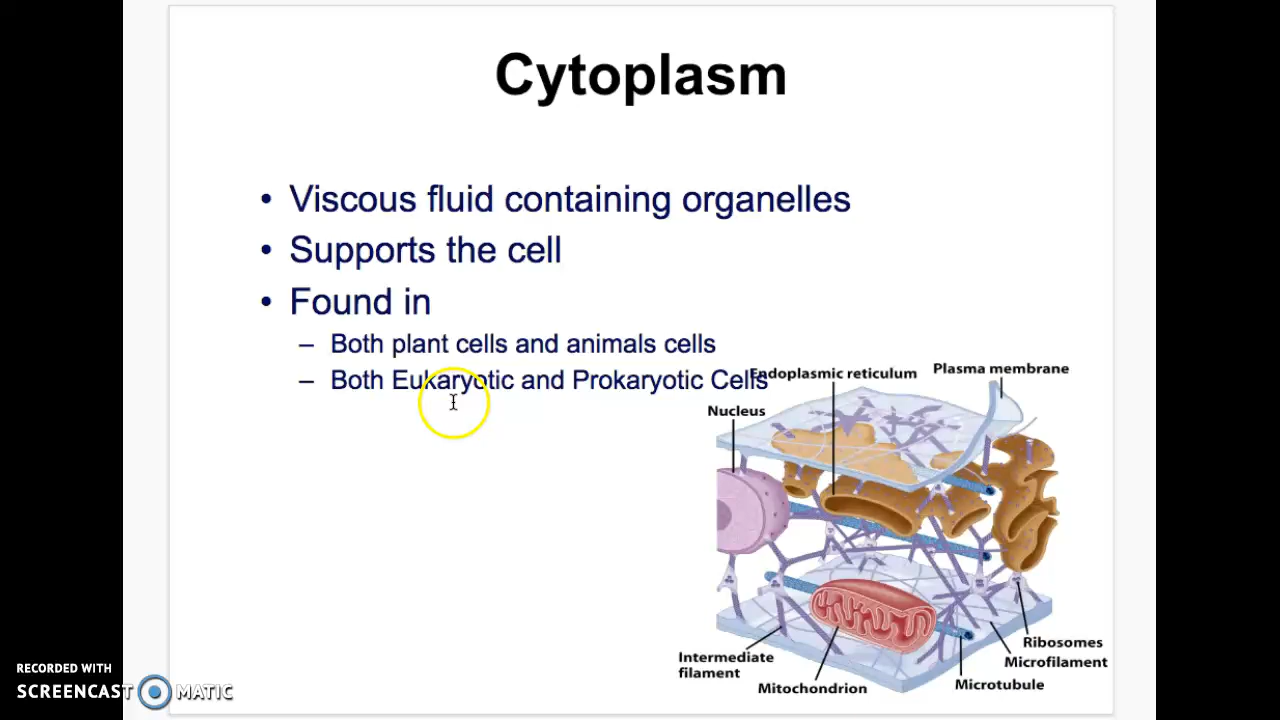 Cytoplasm
• Viscous fluid containing organelles
• Supports the cell
• Found in
– Both plant cells and animals cells
– Both Eukaryotic and Prokaryotic Cells
Endoplasmic reticulum
Plasma membrane
Nucleus
Ribosomes
Microfilament
Microtubule
Intermediate
filament
Mitochondrion
RECORDED WITH
SCREENCAST MATIC